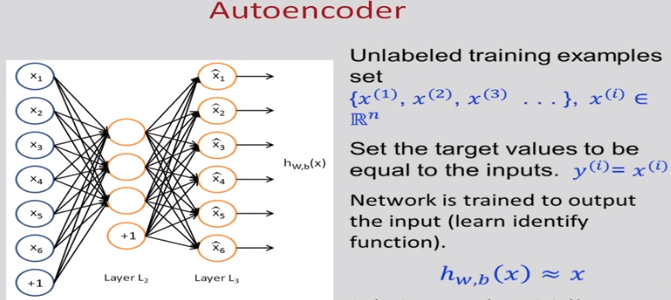 Autoencoder
x1
x2
x3
x4
x5
x6
+1
+1
x̂1
x̂2
x̂3
x̂4
x̂5
x̂6
hW,b(x)
Layer L2
Layer L3
Unlabeled training examples
set
{x(1), x(2), x(3) ...}, x(i) ∈
ℝn
Set the target values to be
equal to the inputs. y(i)= x(i)
Network is trained to output
the input (learn identify
function).
hw,b(x) ≈ x